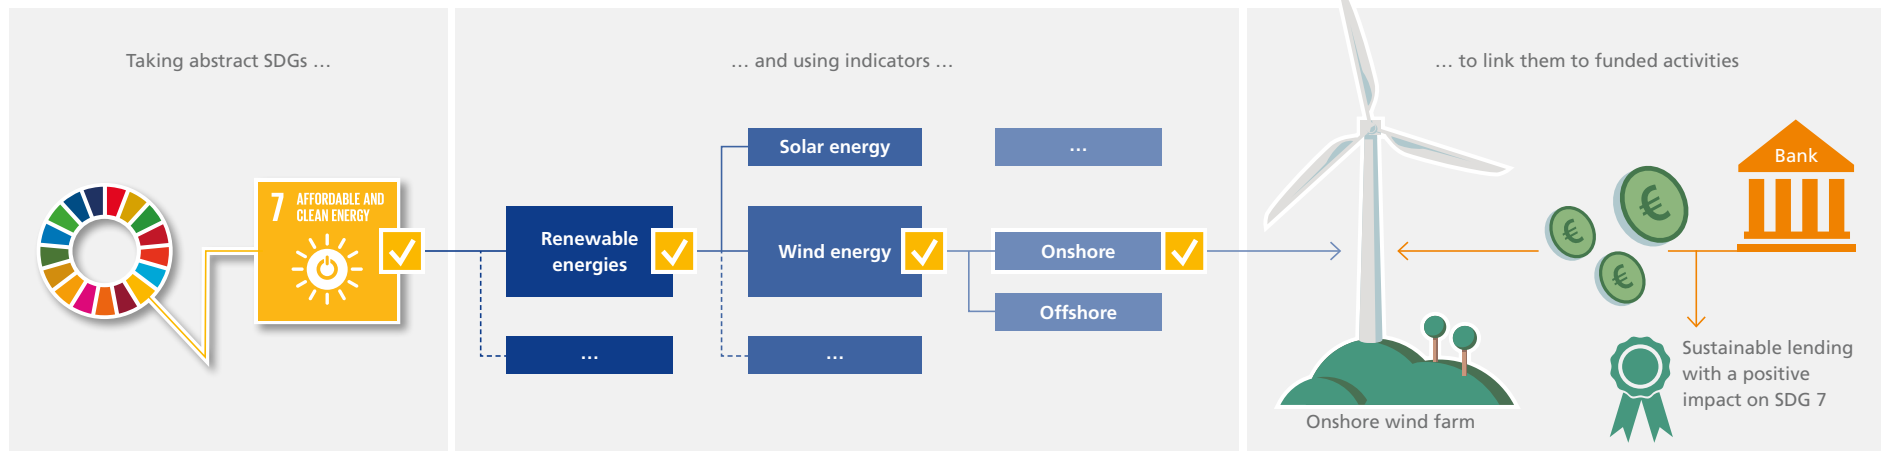 Taking abstract SDGs …
… and using indicators …
… to link them to funded activities
7 AFFORDABLE AND
CLEAN ENERGY
Renewable
energies
…
Solar energy
Wind energy
…
…
Onshore
Offshore
Bank
€
€
€
Sustainable lending
with a positive
impact on SDG 7
Onshore wind farm